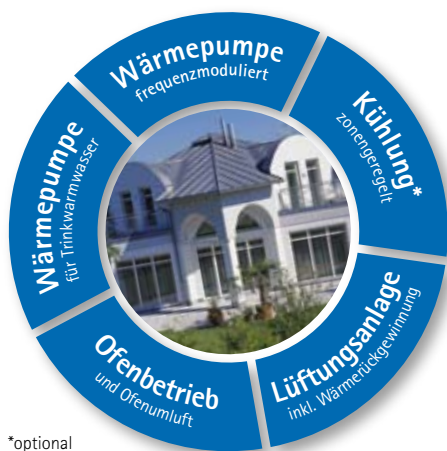 Wärmepumpe
frequenzmoduliert
Kühlung*
zonengeregelt
Lüftungsanlage
inkl. Wärmerückgewinnung
Ofenbetrieb
und Ofenumluft
Wärmepumpe
für Trinkwarmwasser
*optional